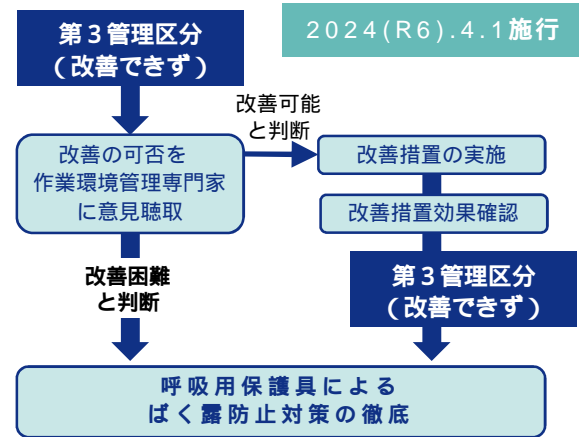 2024(R6).4.1施行
第3管理区分
(改善できず)
改善可能
と判断
改善の可否を
作業環境管理専門家
に意見聴取
改善措置の実施
改善措置効果確認
改善困難
と判断
第3管理区分
(改善できず)
呼吸用保護具による
ばく露防止対策の徹底